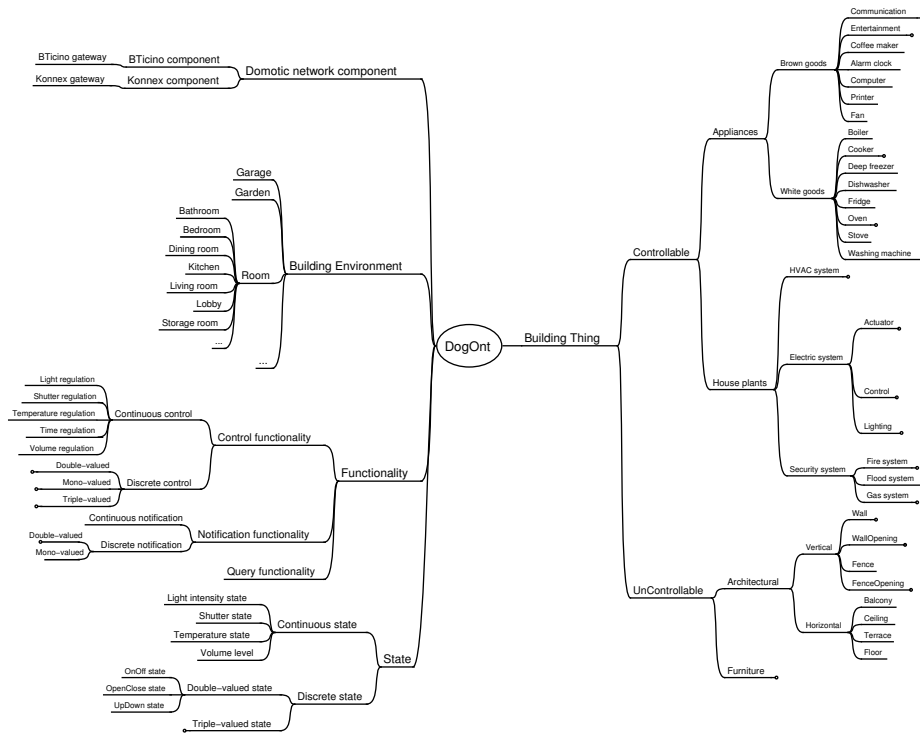 BTicino gateway
BTicino component
Konnex gateway
Konnex component
Domotic network component
Garage
Garden
Bathroom
Bedroom
Dining room
Kitchen
Living room
Lobby
Storage room
...
Room
...
Building Environment
Light regulation
Shutter regulation
Temperature regulation
Time regulation
Volume regulation
Continuous control
Double-valued
Mono-valued
Triple-valued
Discrete control
Control functionality
Continuous notification
Double-valued
Mono-valued
Discrete notification
Notification functionality
Query functionality
Functionality
Light intensity state
Shutter state
Temperature state
Volume level
Continuous state
OnOff state
OpenClose state
UpDown state
Double-valued state
Triple-valued state
Discrete state
State
DogOnt
Building Thing
Controllable
Appliances
Brown goods
Communication
Entertainment
Coffee maker
Alarm clock
Computer
Printer
Fan
White goods
Boiler
Cooker
Deep freezer
Dishwasher
Fridge
Oven
Stove
Washing machine
House plants
HVAC system
Electric system
Actuator
Control
Lighting
Security system
Fire system
Flood system
Gas system
UnControllable
Architectural
Vertical
Wall
WallOpening
Fence
FenceOpening
Horizontal
Balcony
Ceiling
Terrace
Floor
Furniture